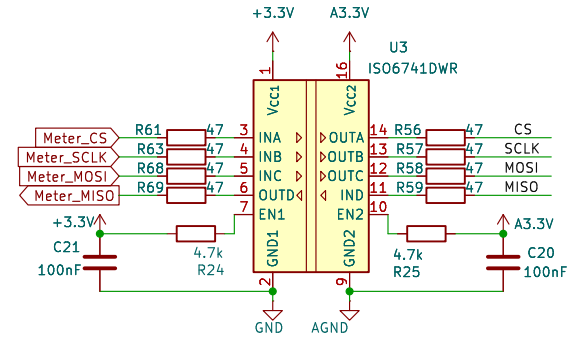 +3.3V A3.3V
U3
ISO6741DWR
1 16
Vcc1 Vcc2
Meter_CS R61 47 3 INA OUTA 14 R56 47 CS
Meter_SCLK R63 47 4 INB OUTB 13 R57 47 SCLK
Meter_MOSI R68 47 5 INC OUTC 12 R58 47 MOSI
Meter_MISO R69 47 6 OUTD IND 11 R59 47 MISO
7 EN1 EN2 10
+3.3V A3.3V
C21 4.7k 4.7k C20
100nF R24 R25 100nF
GND1 GND2
2 9
GND AGND